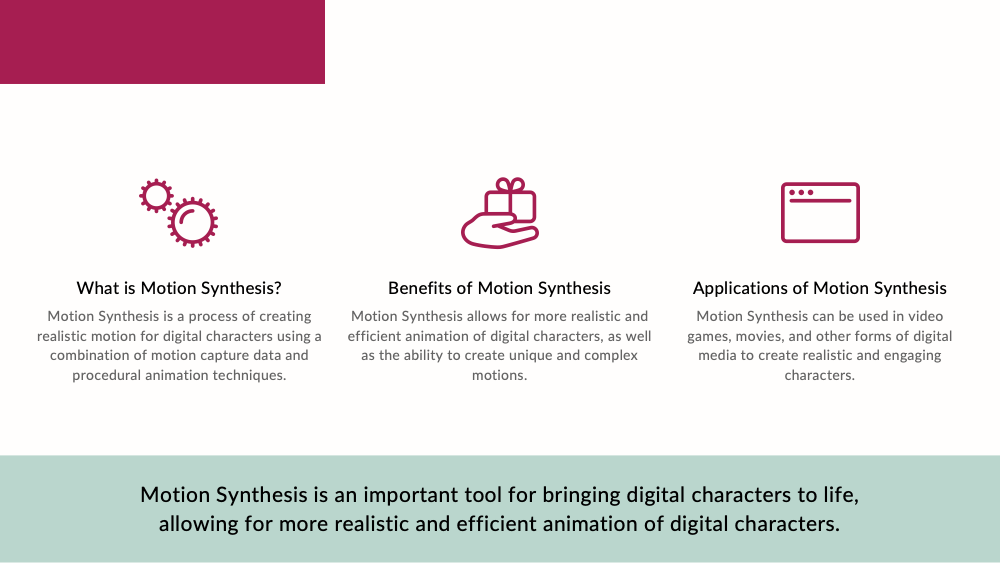 What is Motion Synthesis?
Motion Synthesis is a process of creating
realistic motion for digital characters using a
combination of motion capture data and
procedural animation techniques.
Benefits of Motion Synthesis
Motion Synthesis allows for more realistic and
efficient animation of digital characters, as well
as the ability to create unique and complex
motions.
Applications of Motion Synthesis
Motion Synthesis can be used in video
games, movies, and other forms of digital
media to create realistic and engaging
characters.
Motion Synthesis is an important tool for bringing digital characters to life,
allowing for more realistic and efficient animation of digital characters.